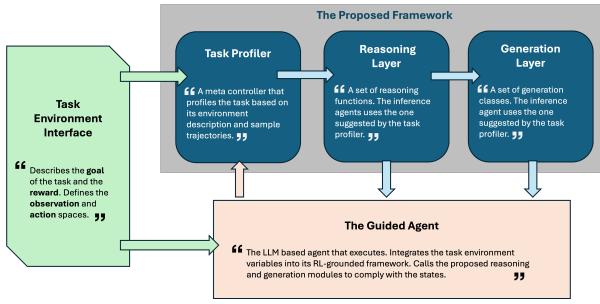 The Proposed Framework
Task Profiler
❝ A meta controller that
profiles the task based on
its environment
description and sample
trajectories. ❞
Reasoning
Layer
❝ A set of reasoning
functions. The inference
agents uses the one
suggested by the task
profiler. ❞
Generation
Layer
❝ A set of generation
classes. The inference
agent uses the one
suggested by the task
profiler. ❞
Task
Environment
Interface
❝ Describes the goal
of the task and the
reward. Defines the
observation and
action spaces. ❞
The Guided Agent
❝ The LLM based agent that executes. Integrates the task environment
variables into its RL-grounded framework. Calls the proposed reasoning
and generation modules to comply with the states. ❞